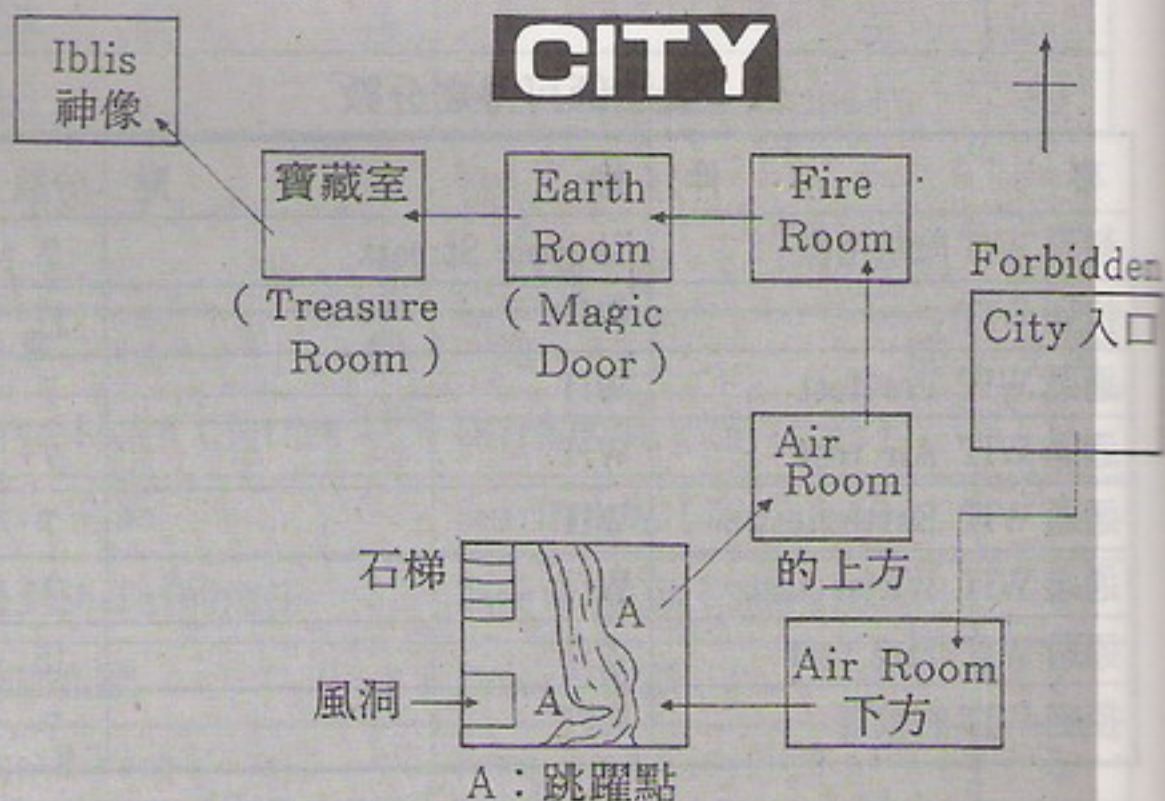 CITY
Iblis
神像
寶藏室
( Treasure
Room )
Earth
Room
( Magic
Door )
Fire
Room
Forbidden
City 入口
Air
Room
的上方
石梯
A
風洞
A
Air Room
下方
A：跳躍點